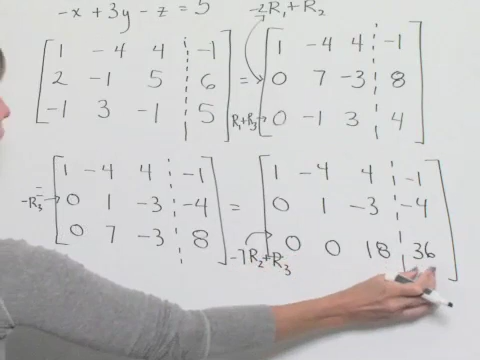 -x + 3y - z = 5
-2R₁ + R₂
1 -4 4 -1 = 1 -4 4 -1
2 -1 5 6 0 7 -3 8
-1 3 -1 5 R₁+R₃→ 0 -1 3 4
1 -4 4 -1 = 1 -4 4 -1
-R₃→ 0 1 -3 -4 0 1 -3 -4
0 7 -3 8 -7R₂+R₃ 0 0 18 36